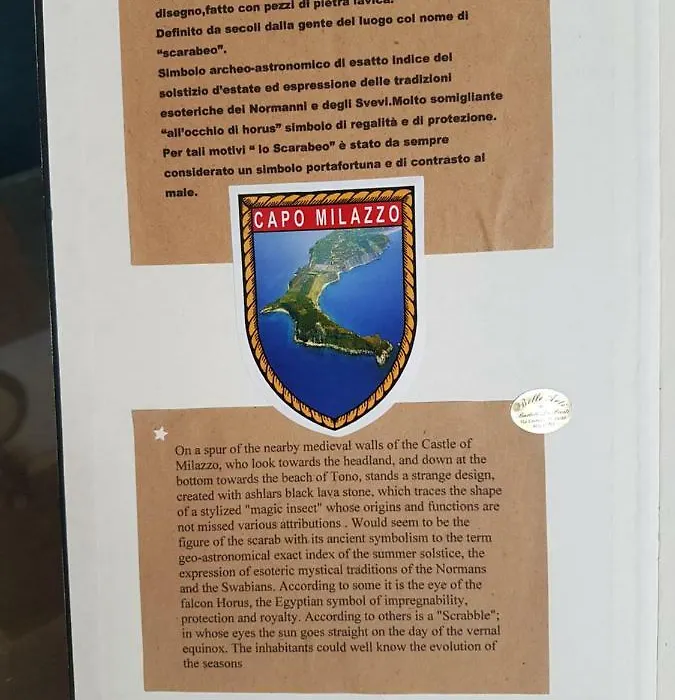 disegno,fatto con pezzi di pietra lavica.
Definito da secoli dalla gente del luogo col nome di
“scarabeo”.
Simbolo archeo-astronomico di esatto indice del
solstizio d'estate ed espressione delle tradizioni
esoteriche dei Normanni e degli Svevi.Molto somigliante
“all'occhio di horus” simbolo di regalità e di protezione.
Per tali motivi “ lo Scarabeo” è stato da sempre
considerato un simbolo portafortuna e di contrasto al
male.
CAPO MILAZZO
Belle Arti
On a spur of the nearby medieval walls of the Castle of
Milazzo, who look towards the headland, and down at the
bottom towards the beach of Tono, stands a strange design,
created with ashlars black lava stone, which traces the shape
of a stylized "magic insect" whose origins and functions are
not missed various attributions . Would seem to be the
figure of the scarab with its ancient symbolism to the term
geo-astronomical exact index of the summer solstice, the
expression of esoteric mystical traditions of the Normans
and the Swabians. According to some it is the eye of the
falcon Horus, the Egyptian symbol of impregnability,
protection and royalty. According to others is a "Scrabble";
in whose eyes the sun goes straight on the day of the vernal
equinox. The inhabitants could well know the evolution of
the seasons